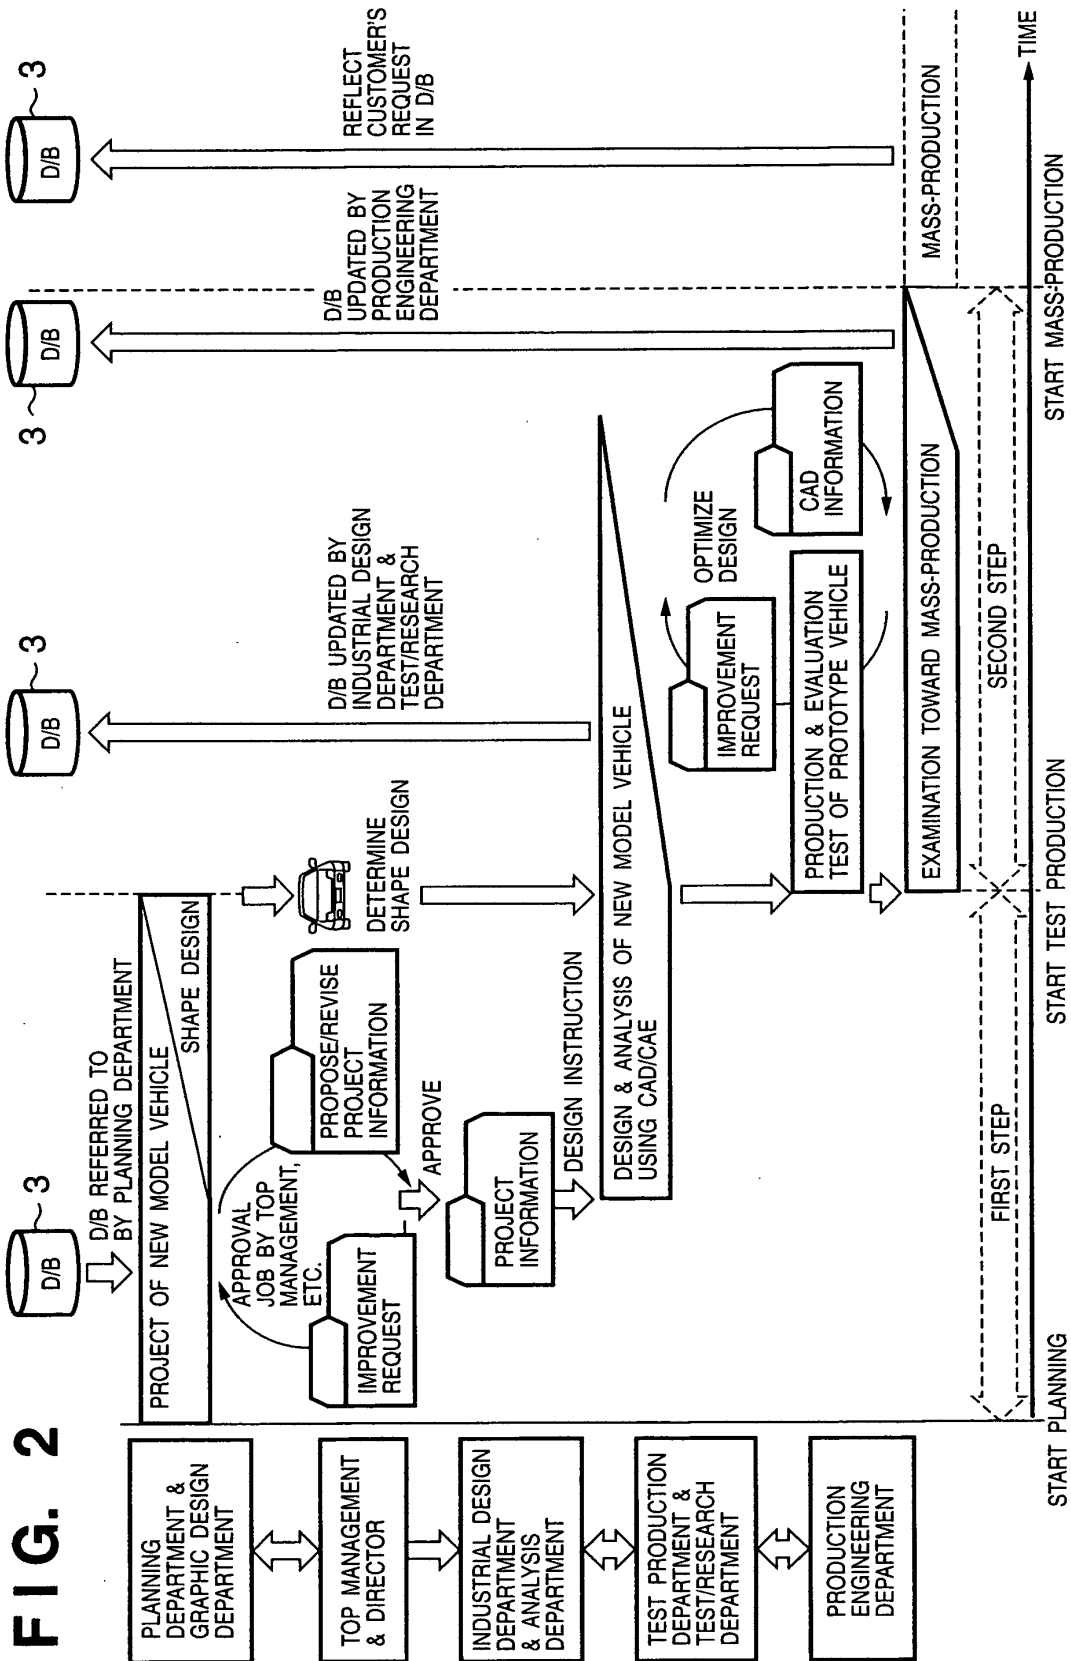 FIG. 2
PLANNING
DEPARTMENT &
GRAPHIC DESIGN
DEPARTMENT
TOP MANAGEMENT
& DIRECTOR
INDUSTRIAL DESIGN
DEPARTMENT
& ANALYSIS
DEPARTMENT
TEST PRODUCTION
DEPARTMENT &
TEST/RESEARCH
DEPARTMENT
PRODUCTION
ENGINEERING
DEPARTMENT
D/B
3
D/B REFERRED TO
BY PLANNING DEPARTMENT
PROJECT OF NEW MODEL VEHICLE
SHAPE DESIGN
APPROVAL
JOB BY TOP
MANAGEMENT,
ETC.
IMPROVEMENT
REQUEST
PROPOSE/REVISE
PROJECT
INFORMATION
APPROVE
PROJECT
INFORMATION
DESIGN INSTRUCTION
DETERMINE
SHAPE DESIGN
DESIGN & ANALYSIS OF NEW MODEL VEHICLE
USING CAD/CAE
D/B
3
D/B UPDATED BY
INDUSTRIAL DESIGN
DEPARTMENT &
TEST/RESEARCH
DEPARTMENT
IMPROVEMENT
REQUEST
OPTIMIZE
DESIGN
CAD
INFORMATION
PRODUCTION & EVALUATION
TEST OF PROTOTYPE VEHICLE
EXAMINATION TOWARD MASS-PRODUCTION
D/B
3
D/B
UPDATED BY
PRODUCTION
ENGINEERING
DEPARTMENT
D/B
3
REFLECT
CUSTOMER'S
REQUEST
IN D/B
MASS-PRODUCTION
FIRST STEP
SECOND STEP
TIME
START PLANNING
START TEST PRODUCTION
START MASS-PRODUCTION